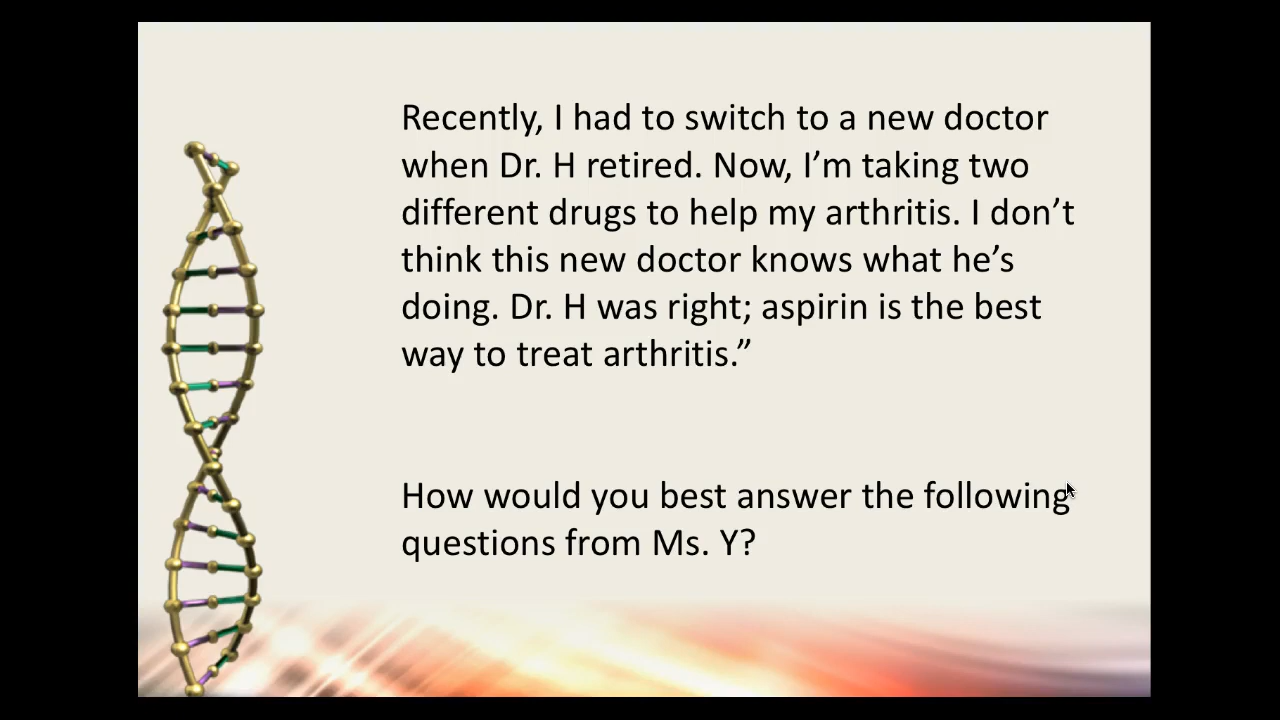 Recently, I had to switch to a new doctor
when Dr. H retired. Now, I’m taking two
different drugs to help my arthritis. I don’t
think this new doctor knows what he’s
doing. Dr. H was right; aspirin is the best
way to treat arthritis.”
How would you best answer the following
questions from Ms. Y?